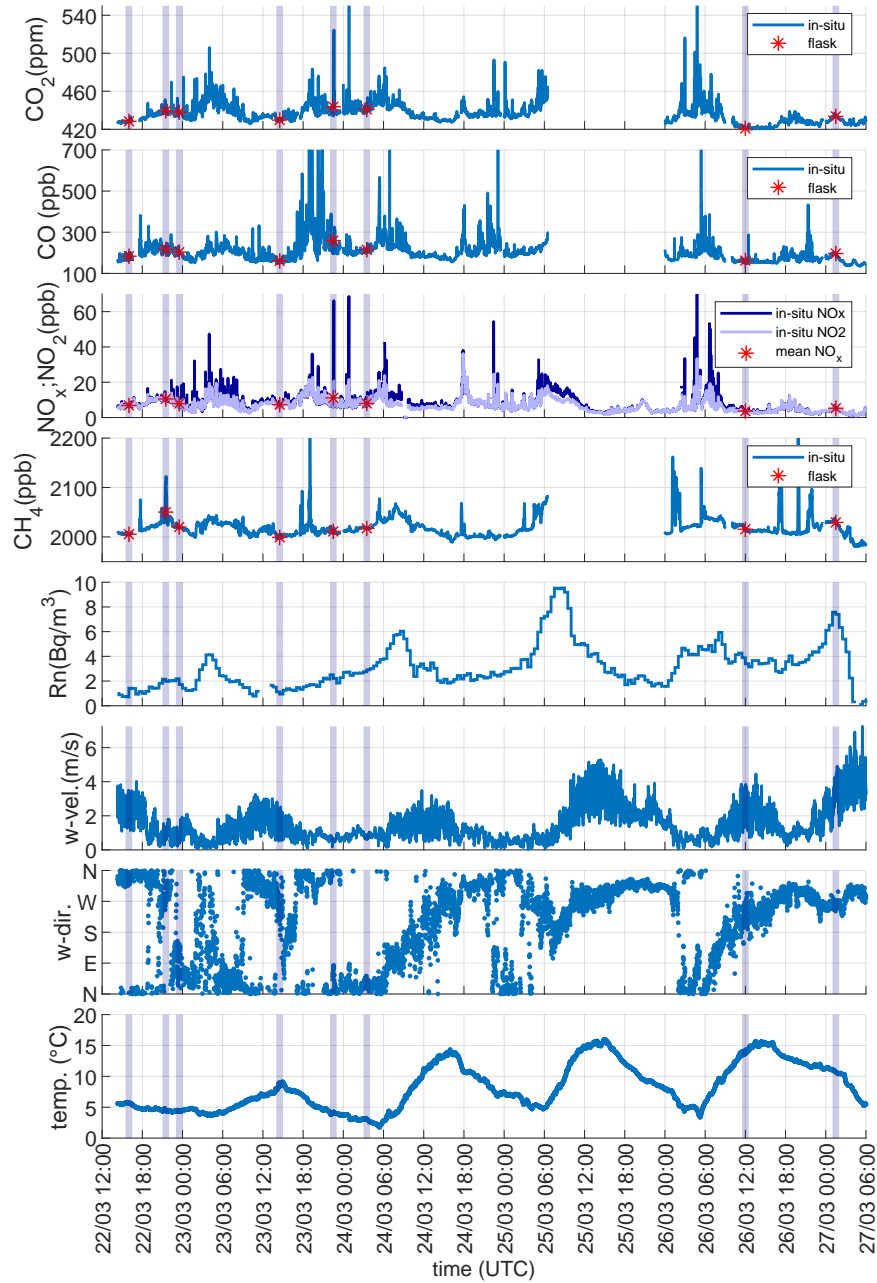 540
500
460
420
CO2(ppm)
in-situ
flask
700
500
300
100
CO (ppb)
in-situ
flask
60
40
20
0
NOx;NO2(ppb)
in-situ NOx
in-situ NO2
mean NOx
2200
2100
2000
CH4(ppb)
in-situ
flask
10
8
6
4
2
0
Rn(Bq/m3)
6
4
2
0
w-vel.(m/s)
N
W
S
E
N
w-dir.
20
15
10
5
0
temp. (°C)
22/03 12:00
22/03 18:00
23/03 00:00
23/03 06:00
23/03 12:00
23/03 18:00
24/03 00:00
24/03 06:00
24/03 12:00
24/03 18:00
25/03 00:00
25/03 06:00
25/03 12:00
25/03 18:00
26/03 00:00
26/03 06:00
26/03 12:00
26/03 18:00
27/03 00:00
27/03 06:00
time (UTC)